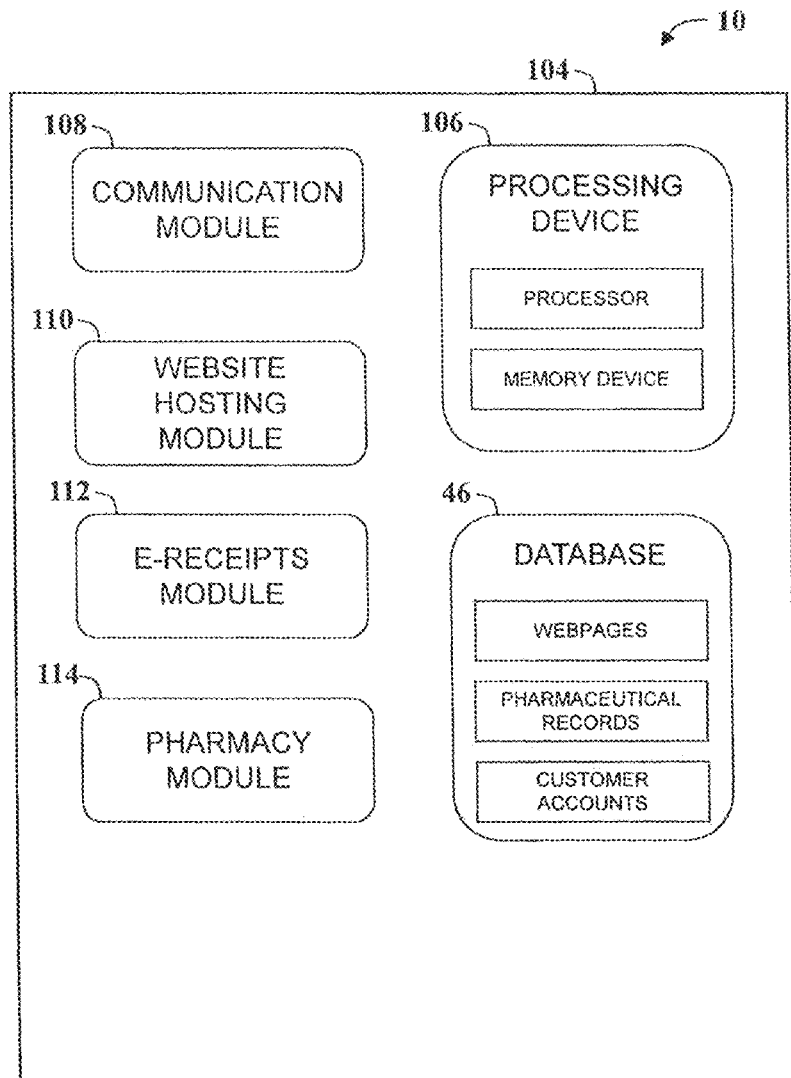 10
104
108
COMMUNICATION
MODULE
106
PROCESSING
DEVICE
PROCESSOR
MEMORY DEVICE
110
WEBSITE
HOSTING
MODULE
112
E-RECEIPTS
MODULE
46
DATABASE
WEBPAGES
PHARMACEUTICAL
RECORDS
CUSTOMER
ACCOUNTS
114
PHARMACY
MODULE